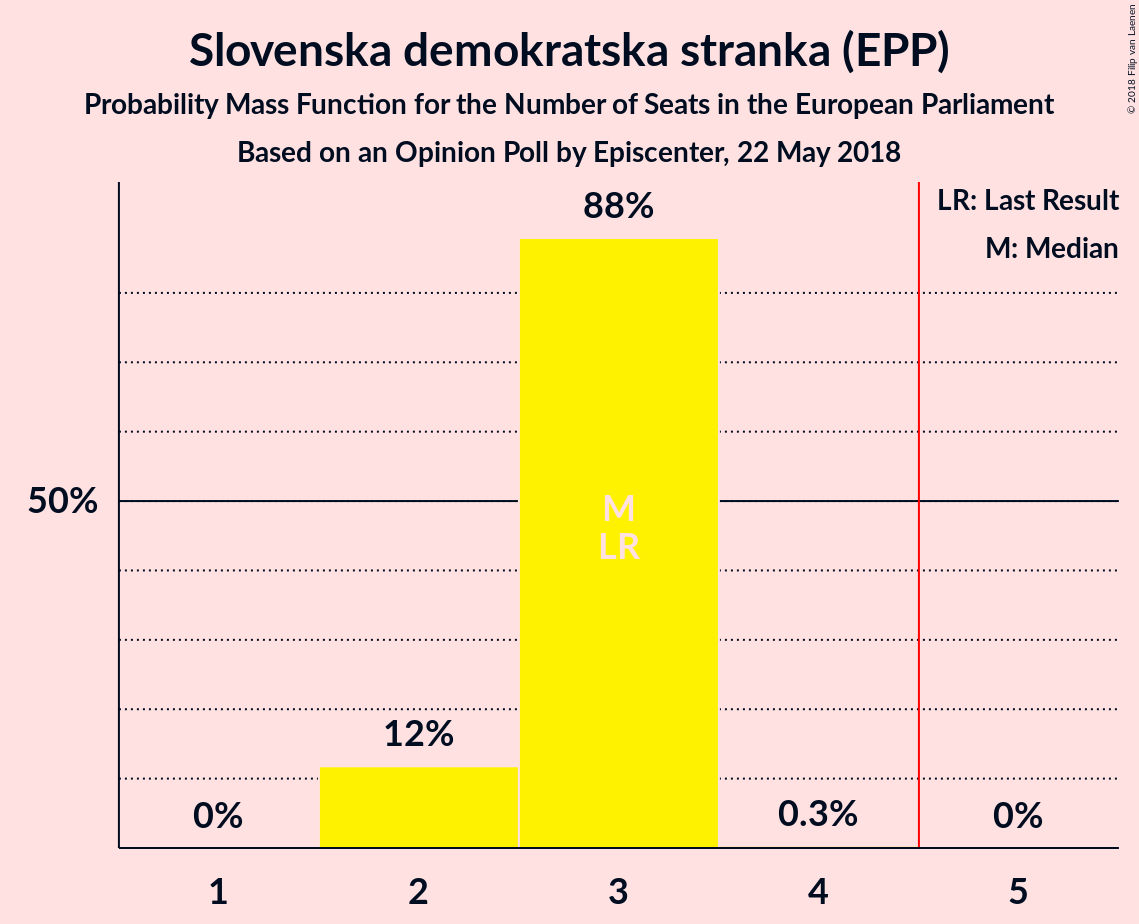 Slovenska demokratska stranka (EPP)
Probability Mass Function for the Number of Seats in the European Parliament
Based on an Opinion Poll by Episcenter, 22 May 2018
© 2018 Filip van Laenen
LR: Last Result
M: Median
88%
50%
M
LR
12%
0%
0.3%
0%
1
2
3
4
5